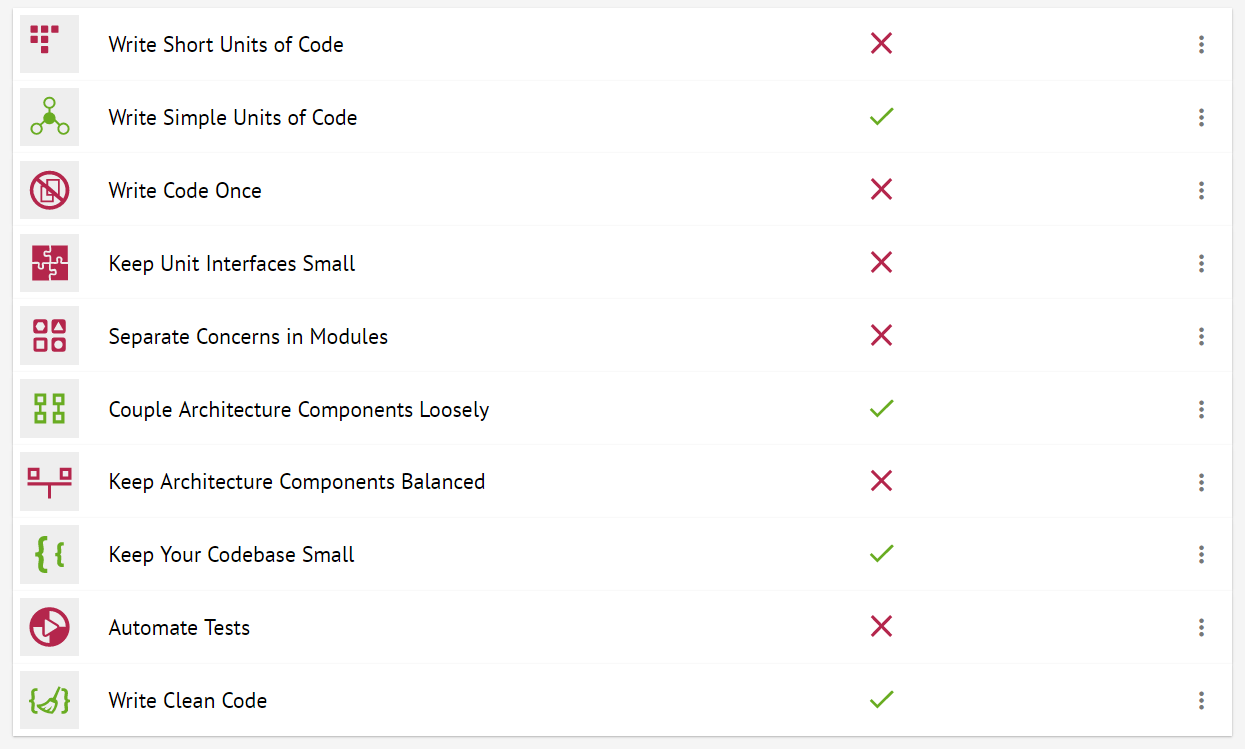 Write Short Units of Code
Write Simple Units of Code
Write Code Once
Keep Unit Interfaces Small
Separate Concerns in Modules
Couple Architecture Components Loosely
Keep Architecture Components Balanced
Keep Your Codebase Small
Automate Tests
Write Clean Code